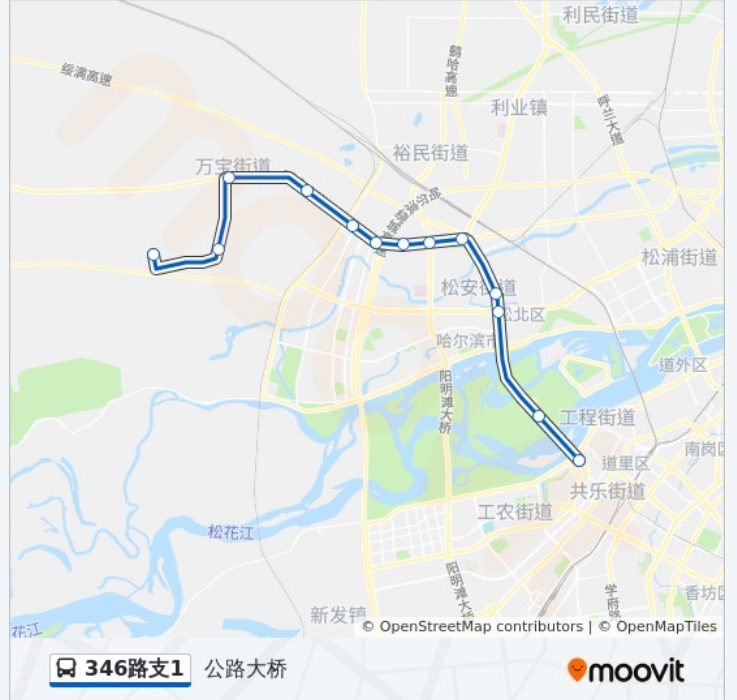 利民街道
绥满高速
鹤哈高速
利业镇
呼兰大道
裕民街道
万宝街道
松浦街道
松安街道
松北区
哈尔滨市
道外区
阳明滩大桥
工程街道
南岗区
道里区
共乐街道
工农街道
松花江
阳明滩大桥
学府路
香坊区
新发镇
花江
© OpenStreetMap contributors | © OpenMapTiles
346路支1 公路大桥
moovit